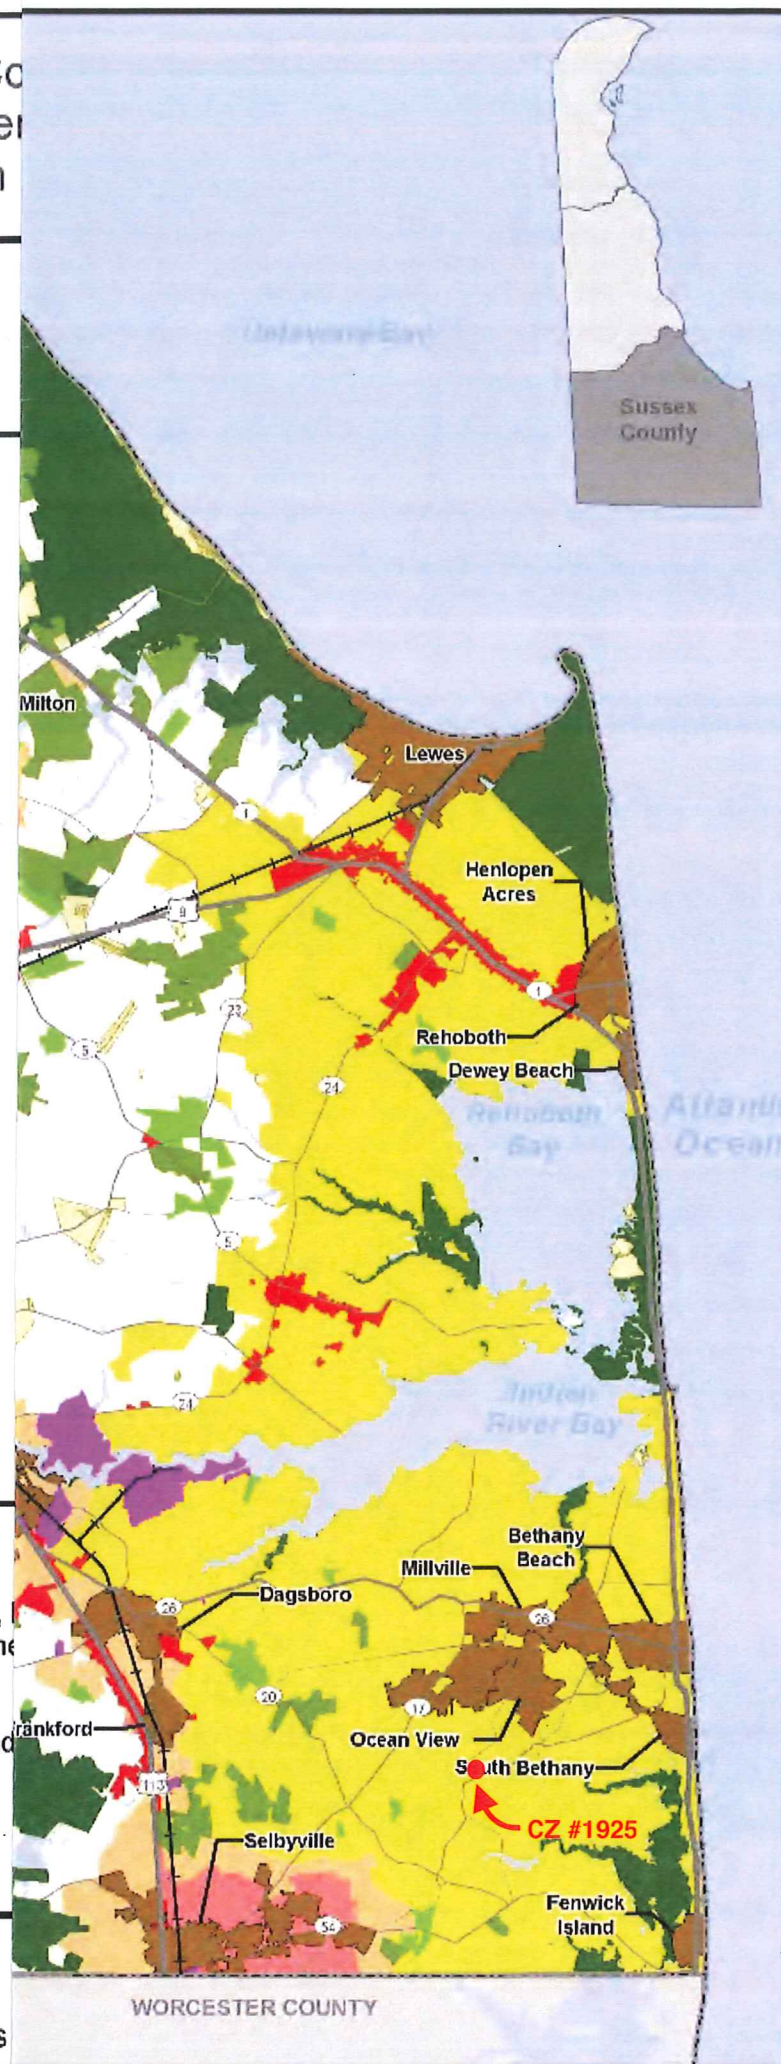 Sussex
County
Delaware Bay
Milton
Lewes
1
Henlopen
Acres
9
1
23
Rehoboth
5
Dewey Beach
24
Rehoboth
Bay
Ocean
5
24
Indian
River Bay
Bethany
Beach
Millville
Dagsboro
26
26
20
17
Ocean View
South Bethany
113
CZ #1925
Selbyville
54
Fenwick
Island
WORCESTER COUNTY